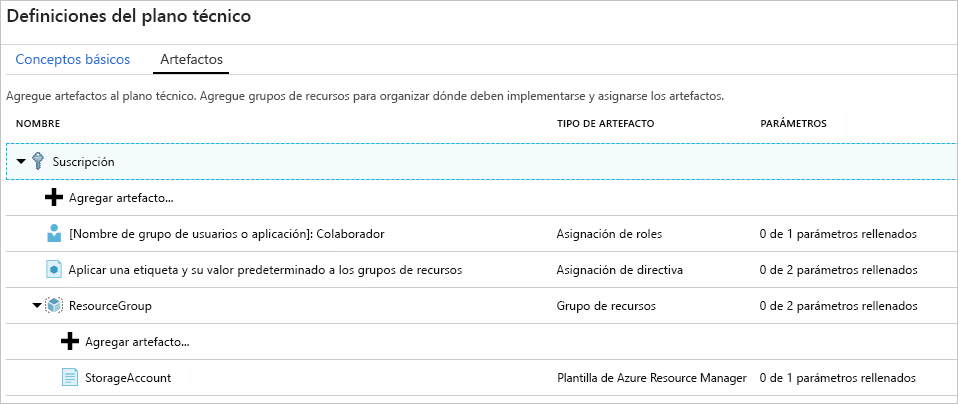 Definiciones del plano técnico
Conceptos básicos Artefactos
Agregue artefactos al plano técnico. Agregue grupos de recursos para organizar dónde deben implementarse y asignarse los artefactos.
NOMBRE TIPO DE ARTEFACTO PARÁMETROS
Suscripción
Agregar artefacto...
[Nombre de grupo de usuarios o aplicación]: Colaborador Asignación de roles 0 de 1 parámetros rellenados
Aplicar una etiqueta y su valor predeterminado a los grupos de recursos Asignación de directiva 0 de 2 parámetros rellenados
ResourceGroup Grupo de recursos 0 de 2 parámetros rellenados
Agregar artefacto...
StorageAccount Plantilla de Azure Resource Manager 0 de 1 parámetros rellenados